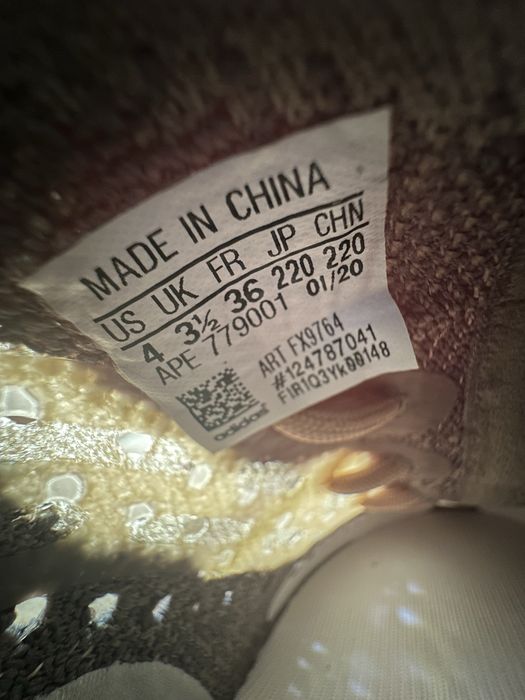 MADE IN CHINA
US UK FR JP CHN
4 3½ 36 220 220
APE 779001 01/20
ART FX9764
#124787041
FIR1Q3Yk00148
adidas